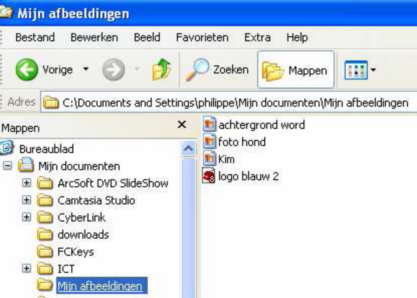 Mijn afbeeldingen
Bestand Bewerken Beeld Favorieten Extra Help
Vorige Zoeken Mappen
Adres C:\Documents and Settings\philippe\Mijn documenten\Mijn afbeeldingen
Mappen
Bureaublad
Mijn documenten
ArcSoft DVD SlideShow
Camtasia Studio
CyberLink
downloads
FCKeys
ICT
Mijn afbeeldingen
achtergrond word
foto hond
Kim
logo blauw 2